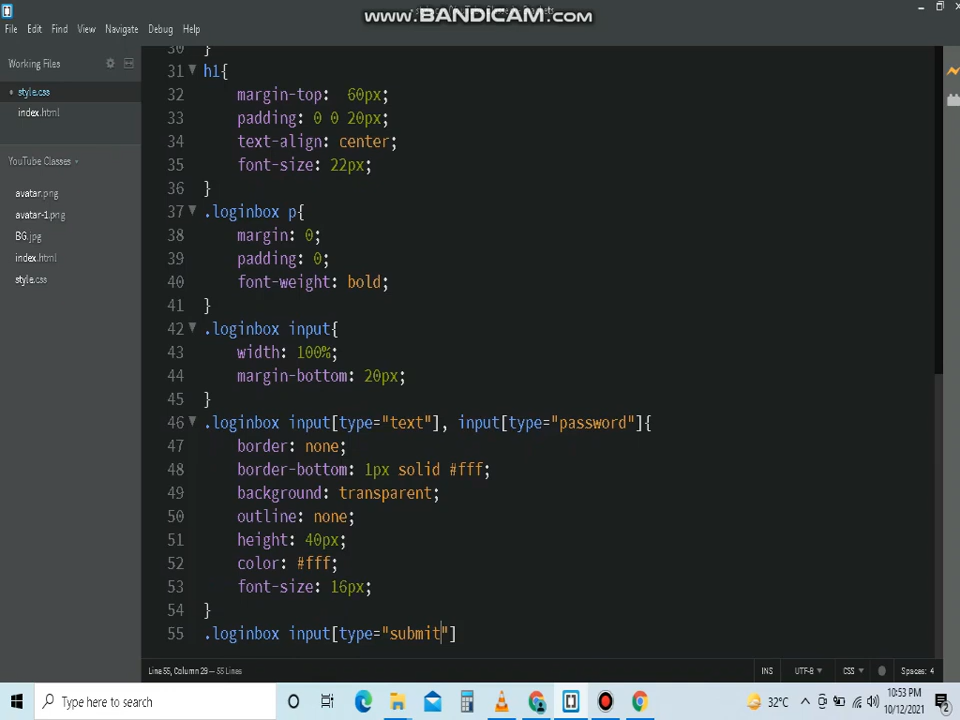 www.BANDICAM.com
File Edit Find View Navigate Debug Help
Working Files
style.css
index.html
YouTube Classes
avatar.png
avatar-1.png
BG.jpg
index.html
style.css
30 }
31 h1{
32 margin-top: 60px;
33 padding: 0 0 20px;
34 text-align: center;
35 font-size: 22px;
36 }
37 .loginbox p{
38 margin: 0;
39 padding: 0;
40 font-weight: bold;
41 }
42 .loginbox input{
43 width: 100%;
44 margin-bottom: 20px;
45 }
46 .loginbox input[type="text"], input[type="password"]{
47 border: none;
48 border-bottom: 1px solid #fff;
49 background: transparent;
50 outline: none;
51 height: 40px;
52 color: #fff;
53 font-size: 16px;
54 }
55 .loginbox input[type="submit"]
Line 55, Column 29 — 55 Lines
INS UTF-8 CSS Spaces: 4
Type here to search
32°C
10:53 PM
10/12/2021
2